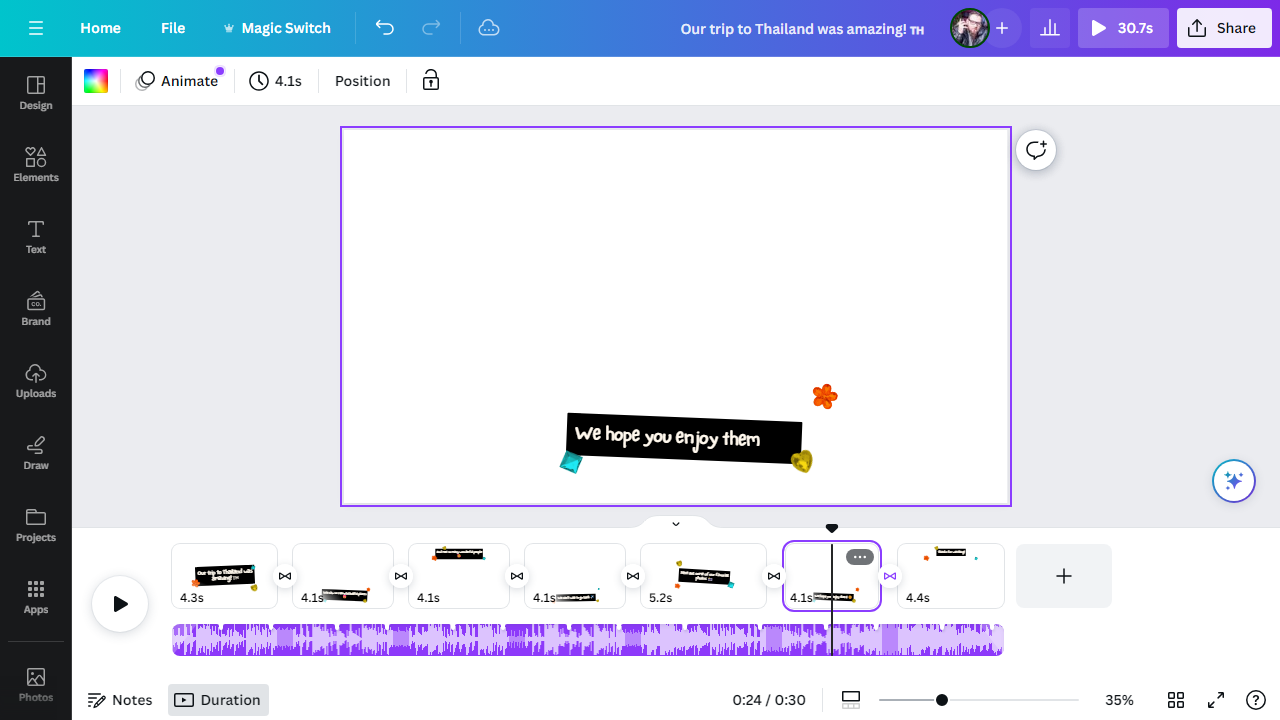 Home
File
Magic Switch
Our trip to Thailand was amazing! 🇹🇭
30.7s
Share
Animate
4.1s
Position
Design
Elements
Text
CO.
Brand
Uploads
Draw
Projects
Apps
Photos
We hope you enjoy them
Our trip to Thailand was
amazing! 🇹🇭
4.3s
4.1s
4.1s
4.1s
5.2s
4.1s
4.4s
Notes
Duration
0:24 / 0:30
35%